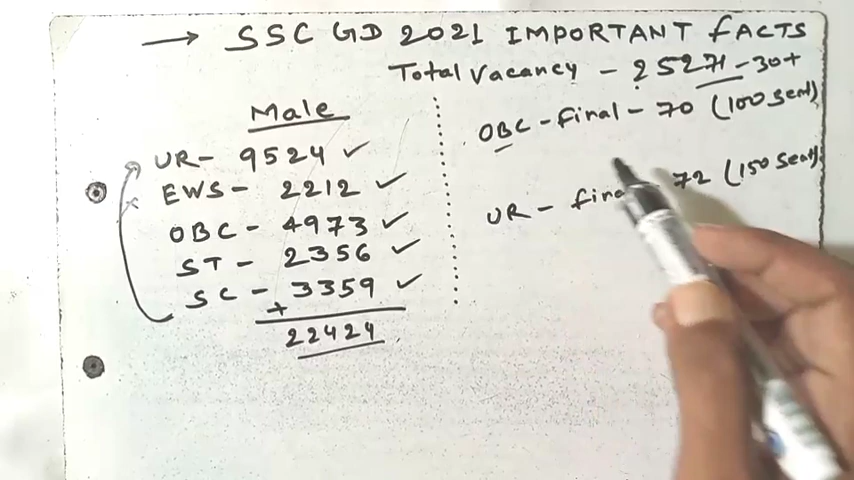 → SSC GD 2021 IMPORTANT FACTS
Total Vacancy - 25271 - 30+
Male
UR - 9524 ✓
EWS - 2212 ✓
OBC - 4973 ✓
ST - 2356 ✓
SC - 3359 ✓
+
22424
OBC - final - 70 (100 seat)
UR - final - 72 (150 seat)